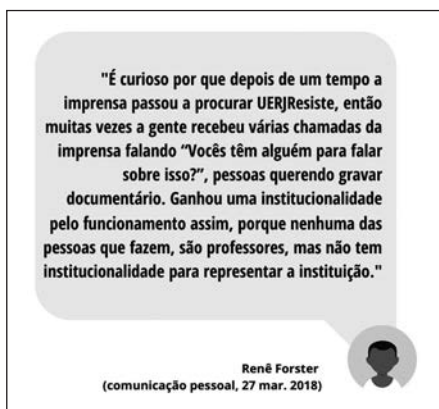 "É curioso por que depois de um tempo a
imprensa passou a procurar UERJResiste, então
muitas vezes a gente recebeu várias chamadas da
imprensa falando “Vocês têm alguém para falar
sobre isso?”, pessoas querendo gravar
documentário. Ganhou uma institucionalidade
pelo funcionamento assim, porque nenhuma das
pessoas que fazem, são professores, mas não tem
institucionalidade para representar a instituição."
Renê Forster
(comunicação pessoal, 27 mar. 2018)